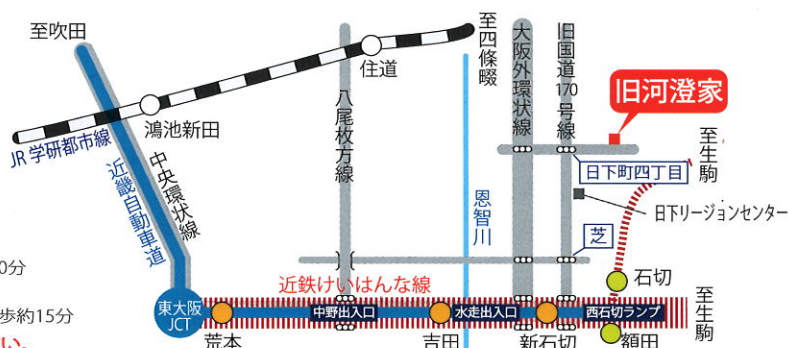 至吹田
住道
至四條畷
大阪外環状線
旧国道170号線
旧河澄家
鴻池新田
JR学研都市線
八尾枚方線
中央環状線
近畿自動車道
至生駒
日下町四丁目
日下リージョンセンター
恩智川
芝
0分
近鉄けいはんな線
石切
東大阪
JCT
中野出入口
水走出入口
西石切ランプ
至生駒
歩約15分
荒本
吉田
新石切
額田
い。